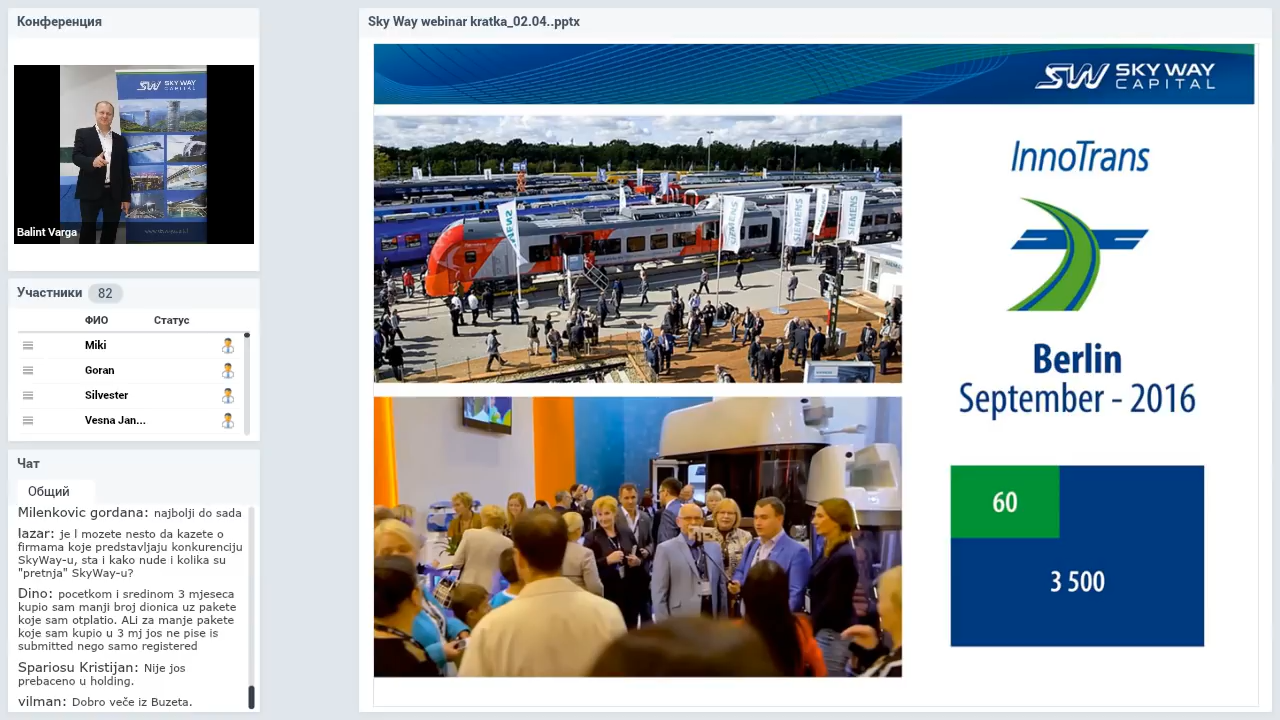 Конференция
SKY WAY
CAPITAL
Balint Varga
Участники 82
ФИО Статус
Miki
Goran
Silvester
Vesna Jan...
Чат
Общий
Milenkovic gordana: najbolji do sada
lazar: je l mozete nesto da kazete o
firmama koje predstavljaju konkurenciju
SkyWay-u, sta i kako nude i kolika su
"pretnja" SkyWay-u?
Dino: pocetkom i sredinom 3 mjeseca
kupio sam manji broj dionica uz pakete
koje sam otplatio. ALi za manje pakete
koje sam kupio u 3 mj jos ne pise is
submitted nego samo registered
Spariosu Kristijan: Nije jos
prebaceno u holding.
vilman: Dobro veče iz Buzeta.
Sky Way webinar kratka_02.04..pptx
SW SKY WAY
CAPITAL
SIEMENS
SIEMENS
SIEMENS
SIEMENS
InnoTrans
Berlin
September - 2016
60
3 500